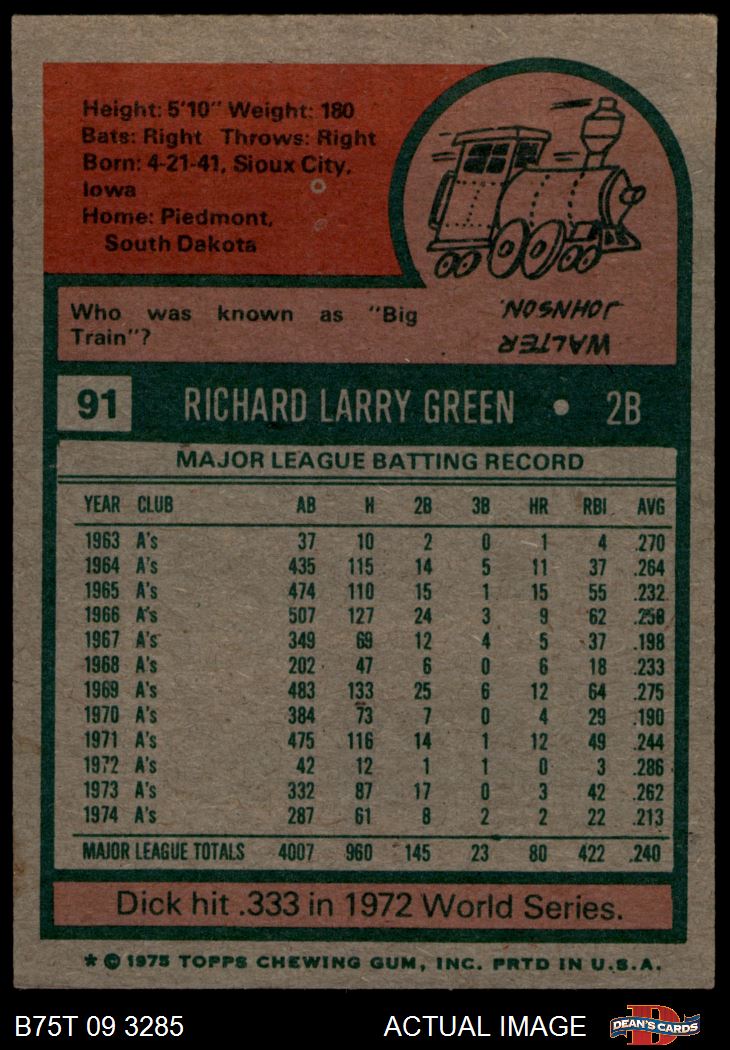 Height: 5'10" Weight: 180
Bats: Right Throws: Right
Born: 4-21-41, Sioux City,
Iowa
Home: Piedmont,
South Dakota
Who was known as "Big
Train"?
WALTER
JOHNSON.
91 RICHARD LARRY GREEN • 2B
MAJOR LEAGUE BATTING RECORD
YEAR CLUB AB H 2B 3B HR RBI AVG
1963 A's 37 10 2 0 1 4 .270
1964 A's 435 115 14 5 11 37 .264
1965 A's 474 110 15 1 15 55 .232
1966 A's 507 127 24 3 9 62 .250
1967 A's 349 69 12 4 5 37 .198
1968 A's 202 47 6 0 6 18 .233
1969 A's 483 133 25 6 12 64 .275
1970 A's 384 73 7 0 4 29 .190
1971 A's 475 116 14 1 12 49 .244
1972 A's 42 12 1 1 0 3 .286
1973 A's 332 87 17 0 3 42 .262
1974 A's 287 61 8 2 2 22 .213
MAJOR LEAGUE TOTALS 4007 960 145 23 80 422 .240
Dick hit .333 in 1972 World Series.
* © 1975 TOPPS CHEWING GUM, INC. PRTD IN U.S.A.
B75T 09 3285 ACTUAL IMAGE DEAN'S CARDS